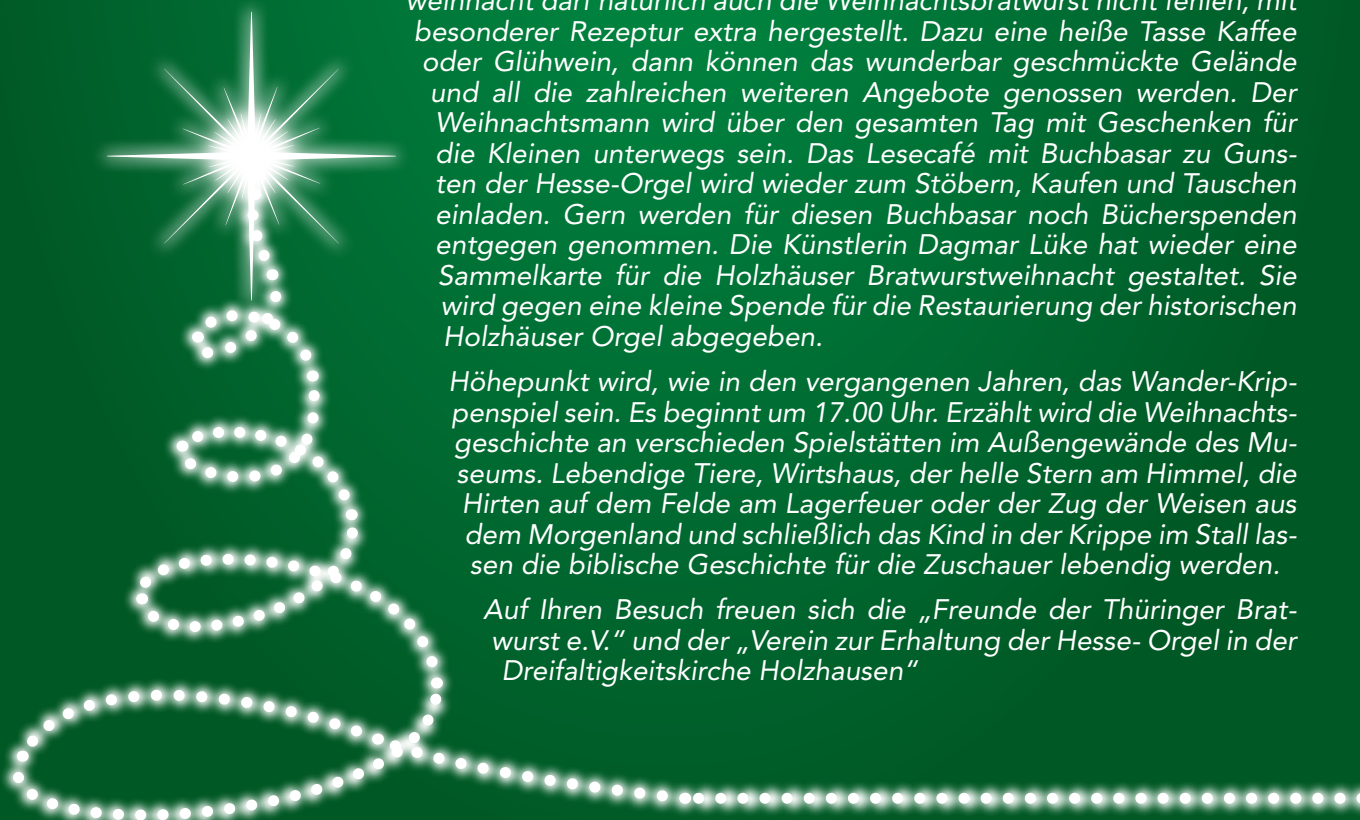 weihnacht darf natürlich auch die Weihnachtsbratwurst nicht fehlen, mit
besonderer Rezeptur extra hergestellt. Dazu eine heiße Tasse Kaffee
oder Glühwein, dann können das wunderbar geschmückte Gelände
und all die zahlreichen weiteren Angebote genossen werden. Der
Weihnachtsmann wird über den gesamten Tag mit Geschenken für
die Kleinen unterwegs sein. Das Lesecafé mit Buchbasar zu Guns-
ten der Hesse-Orgel wird wieder zum Stöbern, Kaufen und Tauschen
einladen. Gern werden für diesen Buchbasar noch Bücherspenden
entgegen genommen. Die Künstlerin Dagmar Lüke hat wieder eine
Sammelkarte für die Holzhäuser Bratwurstweihnacht gestaltet. Sie
wird gegen eine kleine Spende für die Restaurierung der historischen
Holzhäuser Orgel abgegeben.
Höhepunkt wird, wie in den vergangenen Jahren, das Wander-Krip-
penspiel sein. Es beginnt um 17.00 Uhr. Erzählt wird die Weihnachts-
geschichte an verschieden Spielstätten im Außengewände des Mu-
seums. Lebendige Tiere, Wirtshaus, der helle Stern am Himmel, die
Hirten auf dem Felde am Lagerfeuer oder der Zug der Weisen aus
dem Morgenland und schließlich das Kind in der Krippe im Stall las-
sen die biblische Geschichte für die Zuschauer lebendig werden.
Auf Ihren Besuch freuen sich die „Freunde der Thüringer Brat-
wurst e.V.“ und der „Verein zur Erhaltung der Hesse- Orgel in der
Dreifaltigkeitskirche Holzhausen“